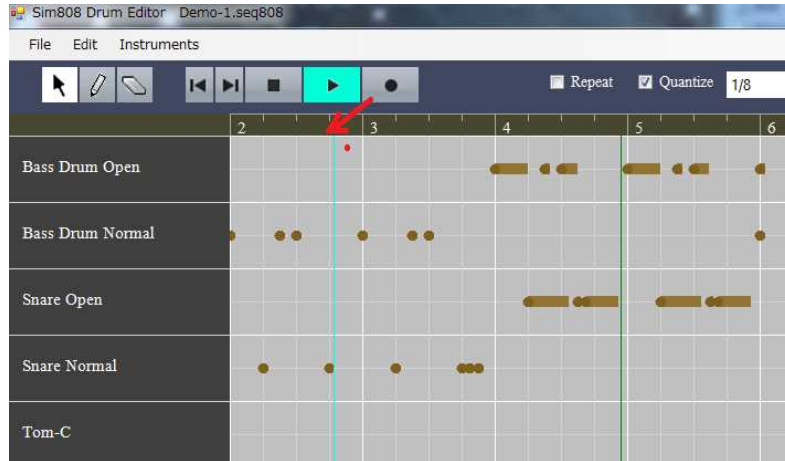 Sim808 Drum Editor Demo-1.seq808
File Edit Instruments
Repeat Quantize 1/8
2 3 4 5 6
Bass Drum Open
Bass Drum Normal
Snare Open
Snare Normal
Tom-C